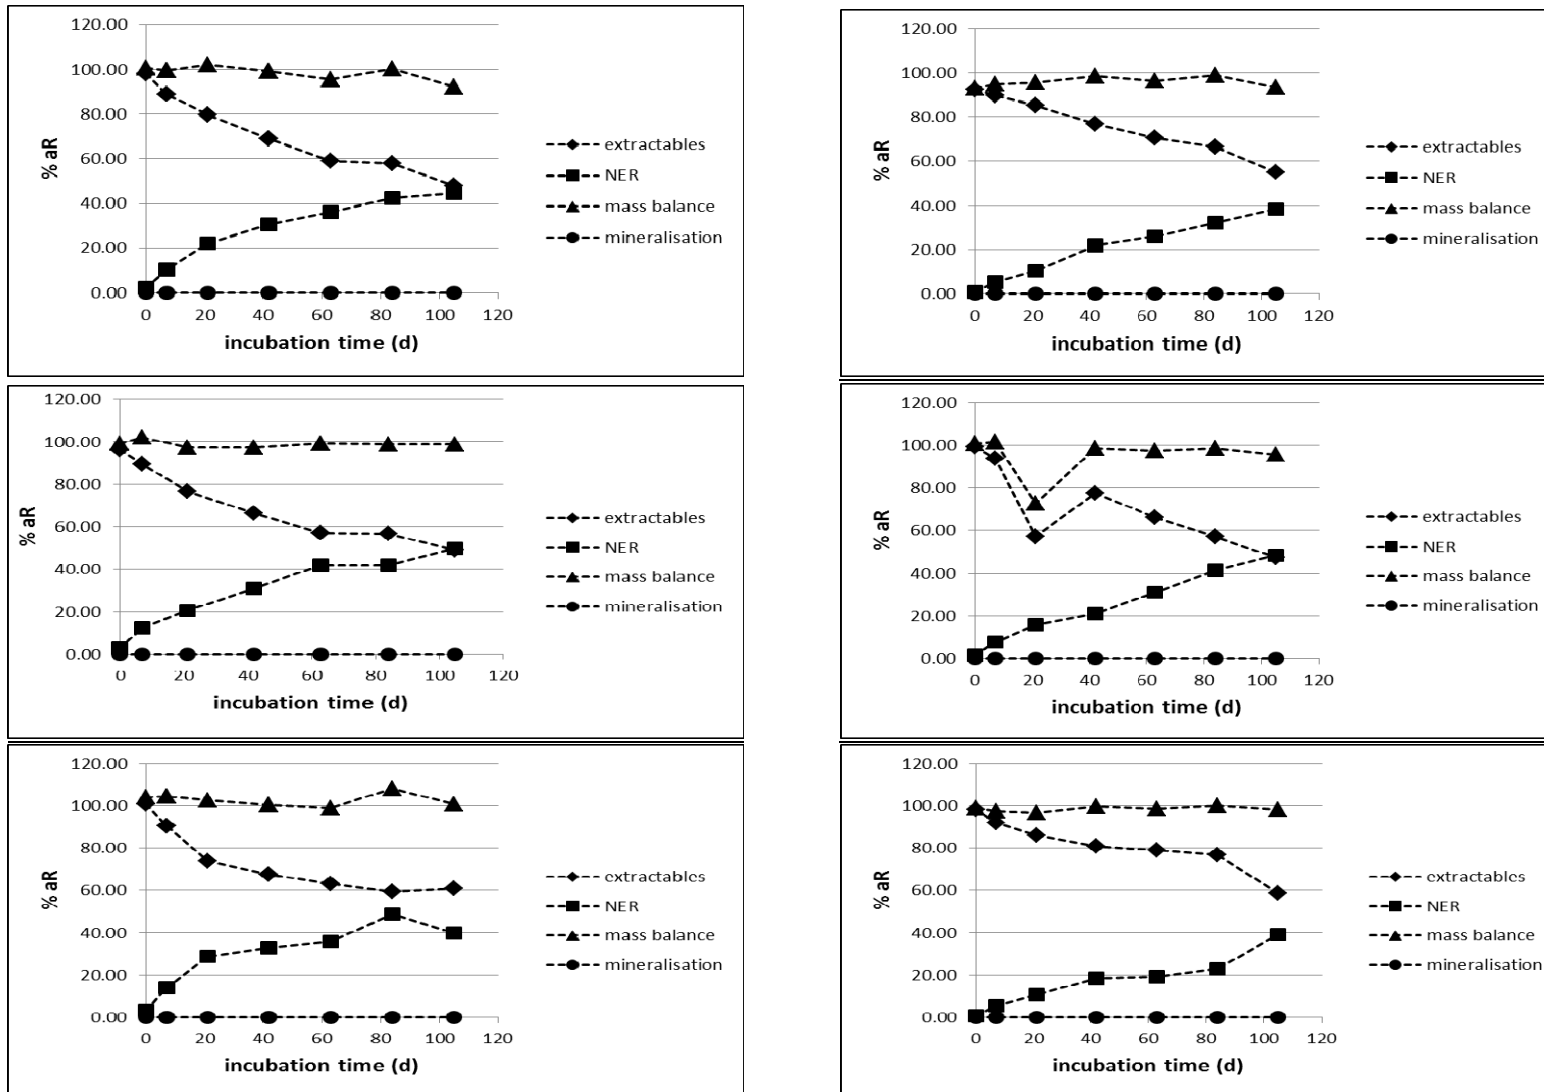 120.00
100.00
80.00
60.00
40.00
20.00
0.00
% aR
0 20 40 60 80 100 120
incubation time (d)
extractables
NER
mass balance
mineralisation
120.00
100.00
80.00
60.00
40.00
20.00
0.00
% aR
0 20 40 60 80 100 120
incubation time (d)
extractables
NER
mass balance
mineralisation
120.00
100.00
80.00
60.00
40.00
20.00
0.00
% aR
0 20 40 60 80 100 120
incubation time (d)
extractables
NER
mass balance
mineralisation
120.00
100.00
80.00
60.00
40.00
20.00
0.00
% aR
0 20 40 60 80 100 120
incubation time (d)
extractables
NER
mass balance
mineralisation
120.00
100.00
80.00
60.00
40.00
20.00
0.00
% aR
0 20 40 60 80 100 120
incubation time (d)
extractables
NER
mass balance
mineralisation
120.00
100.00
80.00
60.00
40.00
20.00
0.00
% aR
0 20 40 60 80 100 120
incubation time (d)
extractables
NER
mass balance
mineralisation